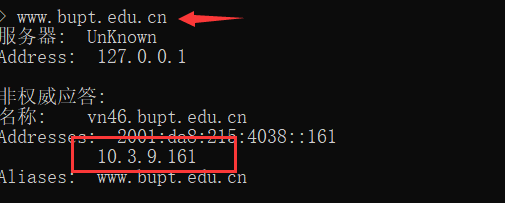 > www.bupt.edu.cn
服务器:  UnKnown
Address:  127.0.0.1
非权威应答:
名称:    vn46.bupt.edu.cn
Addresses:  2001:da8:215:4038::161
          10.3.9.161
Aliases:  www.bupt.edu.cn